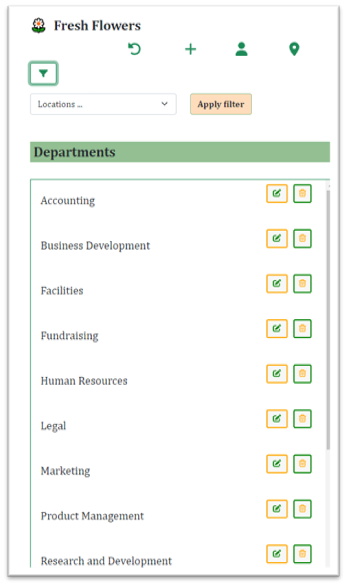 Fresh Flowers
Locations ...
Apply filter
Departments
Accounting
Business Development
Facilities
Fundraising
Human Resources
Legal
Marketing
Product Management
Research and Development